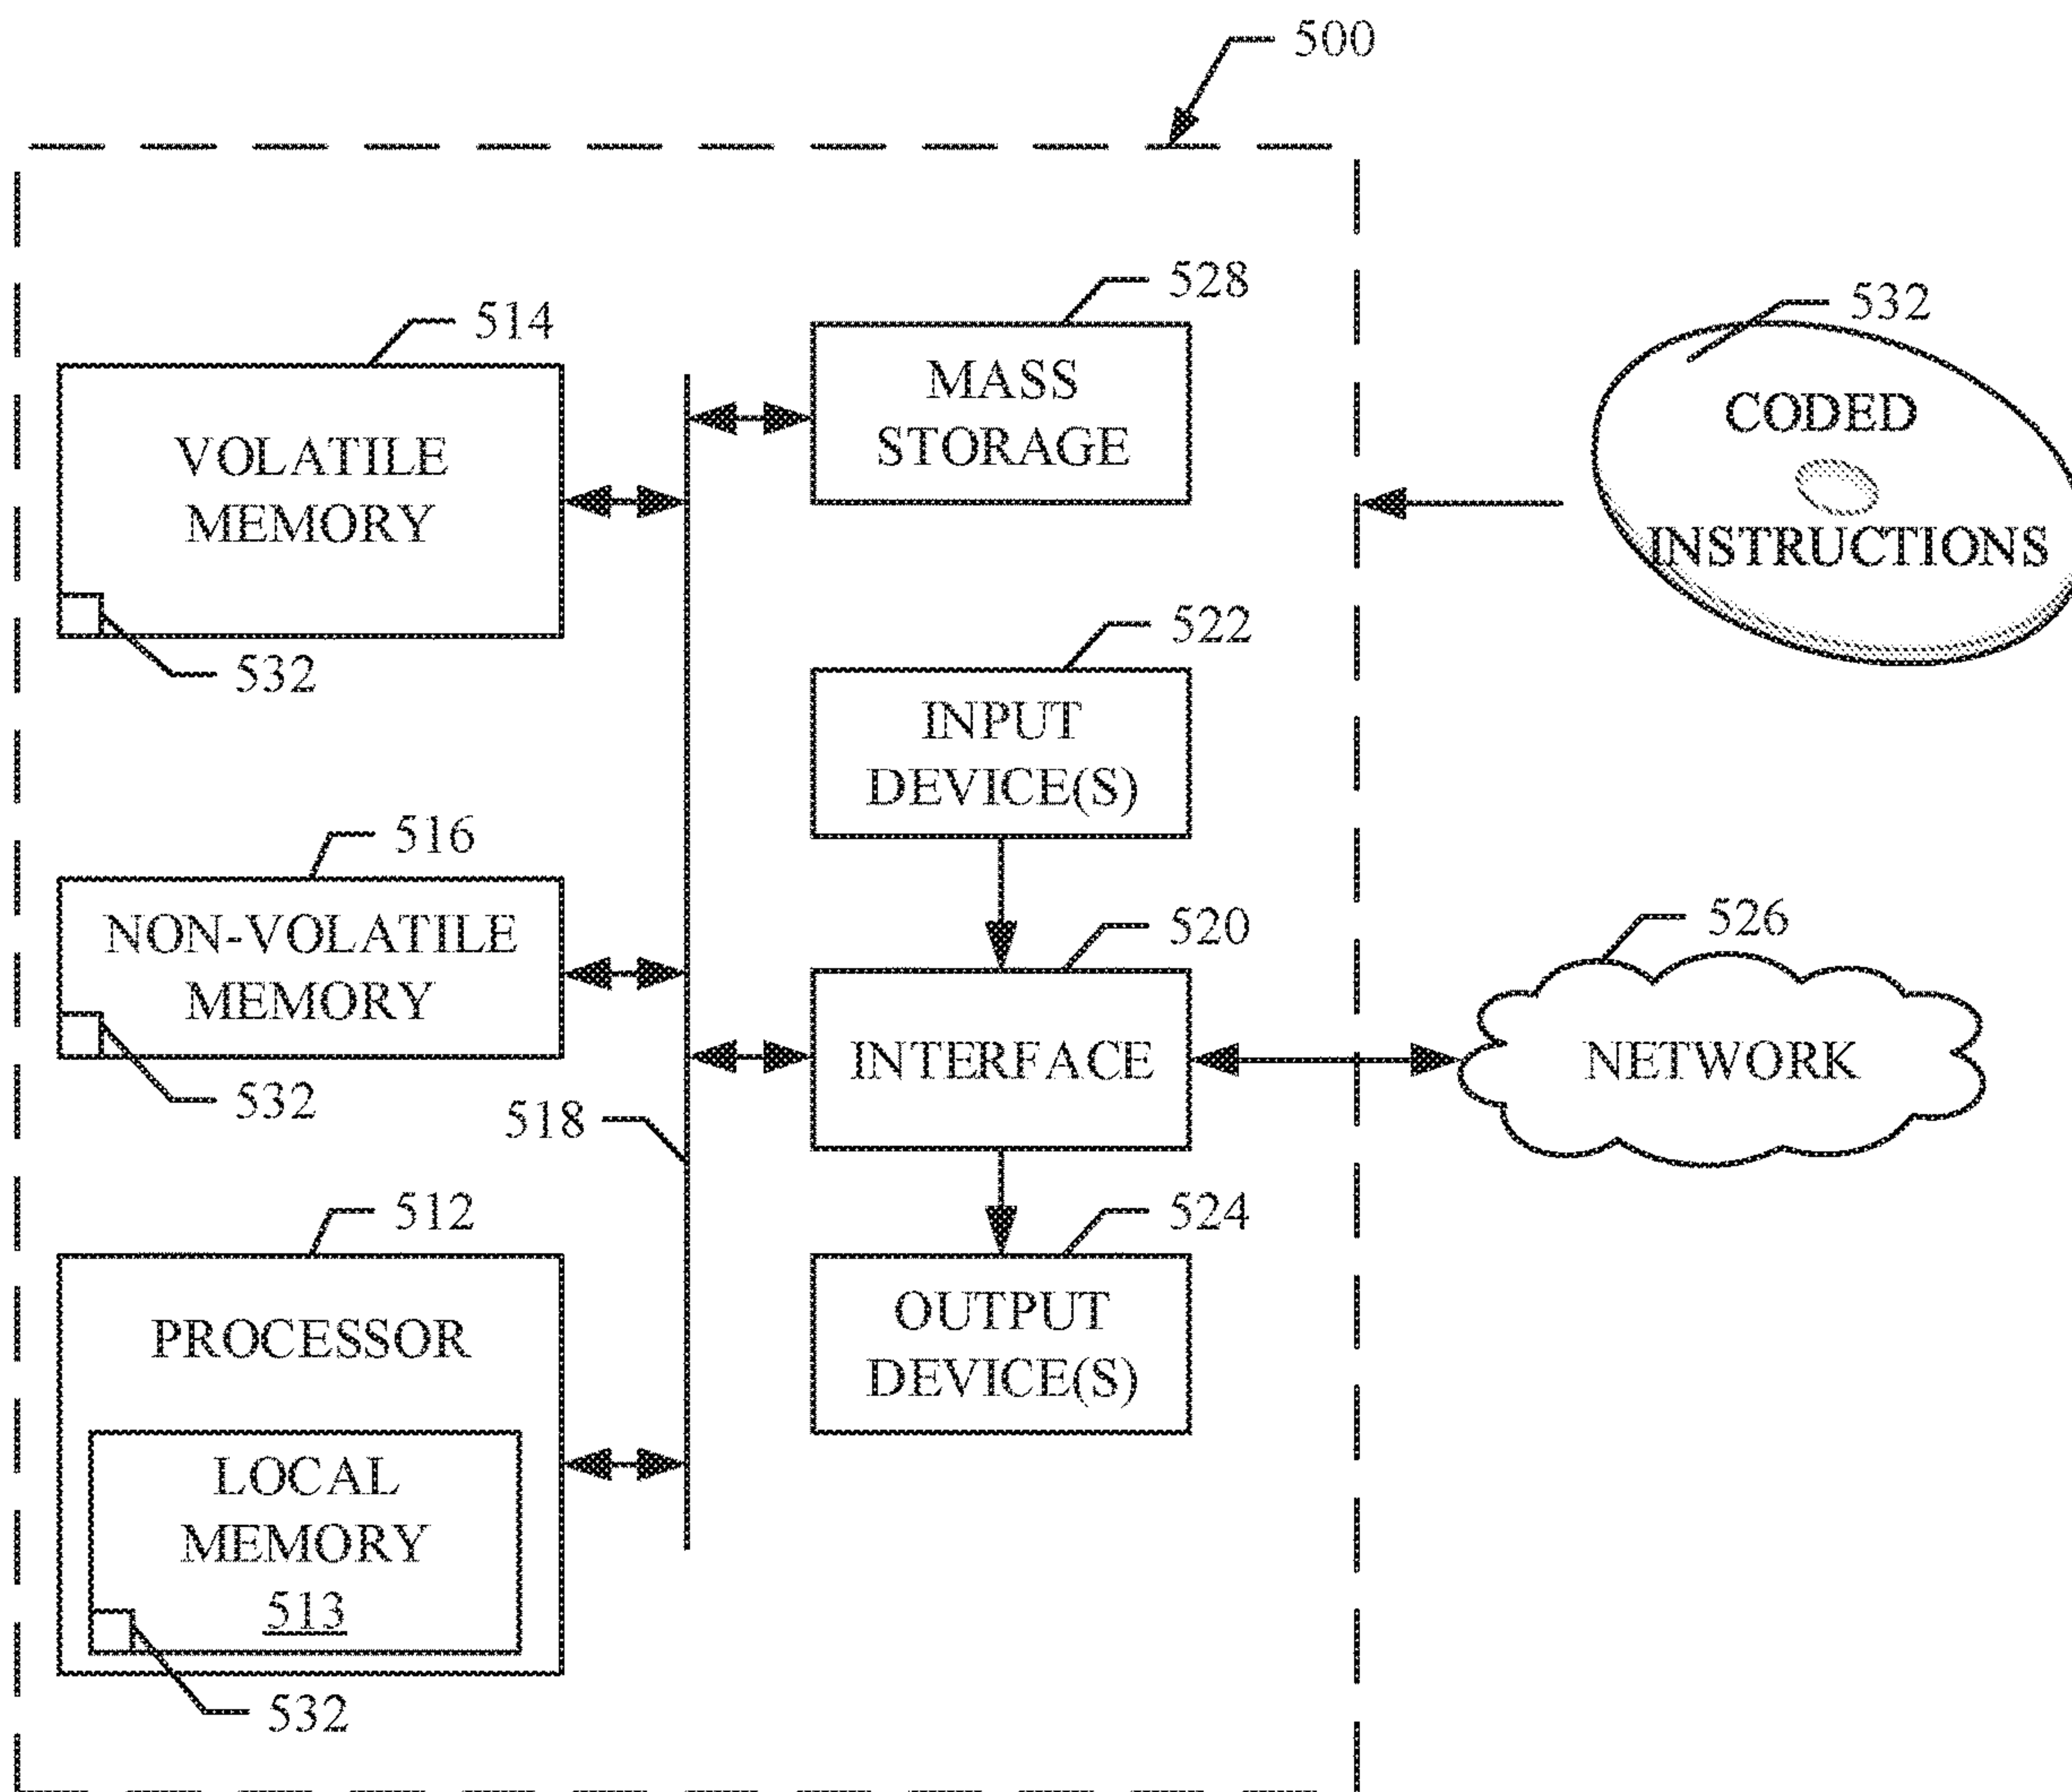 500
514
VOLATILE
MEMORY
532
528
MASS
STORAGE
532
CODED
INSTRUCTIONS
522
INPUT
DEVICE(S)
516
NON-VOLATILE
MEMORY
532
518
520
INTERFACE
526
NETWORK
512
PROCESSOR
LOCAL
MEMORY
513
532
524
OUTPUT
DEVICE(S)